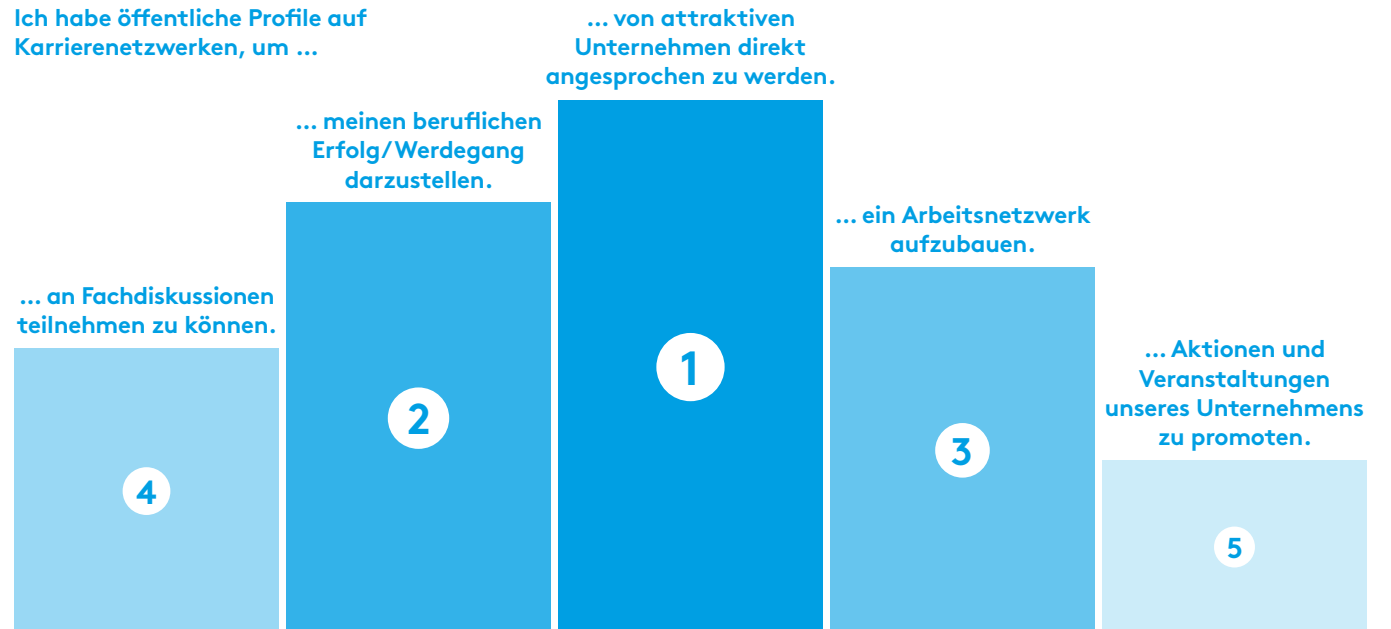 Ich habe öffentliche Profile auf
Karrierenetzwerken, um ...
... an Fachdiskussionen
teilnehmen zu können.
4
... meinen beruflichen
Erfolg/Werdegang
darzustellen.
2
... von attraktiven
Unternehmen direkt
angesprochen zu werden.
1
... ein Arbeitsnetzwerk
aufzubauen.
3
... Aktionen und
Veranstaltungen
unseres Unternehmens
zu promoten.
5